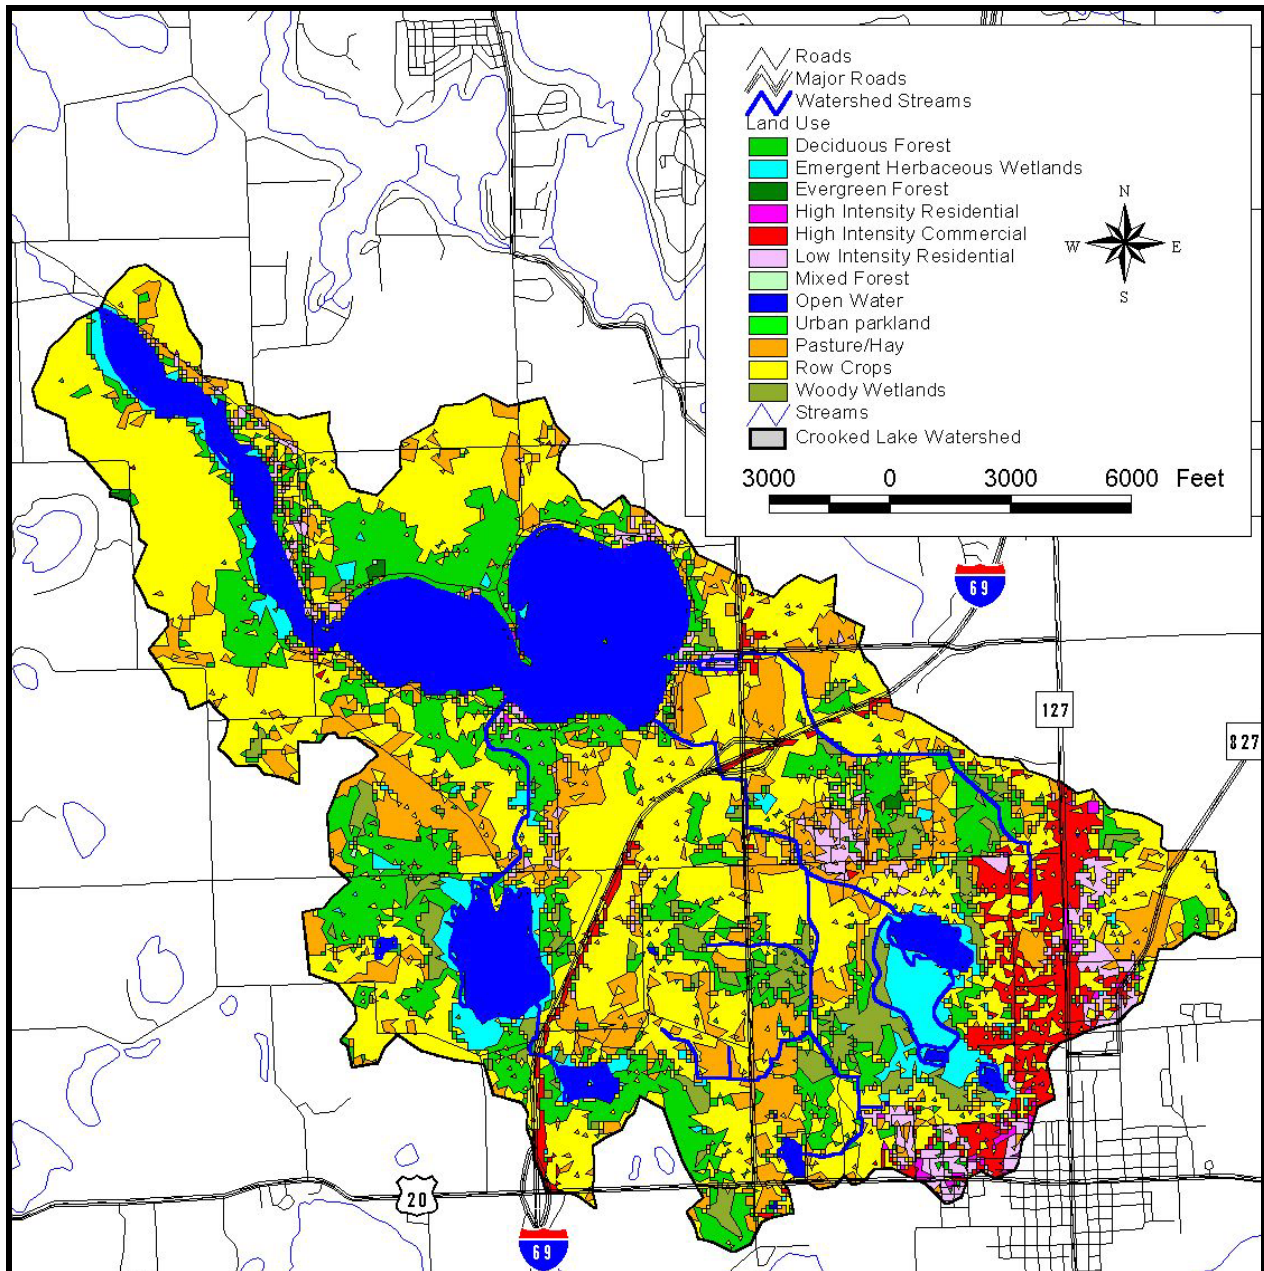 Roads
Major Roads
Watershed Streams
Land Use
Deciduous Forest
Emergent Herbaceous Wetlands
Evergreen Forest
High Intensity Residential
High Intensity Commercial
Low Intensity Residential
Mixed Forest
Open Water
Urban parkland
Pasture/Hay
Row Crops
Woody Wetlands
Streams
Crooked Lake Watershed
N
W E
S
3000 0 3000 6000 Feet
69
127
827
20
69